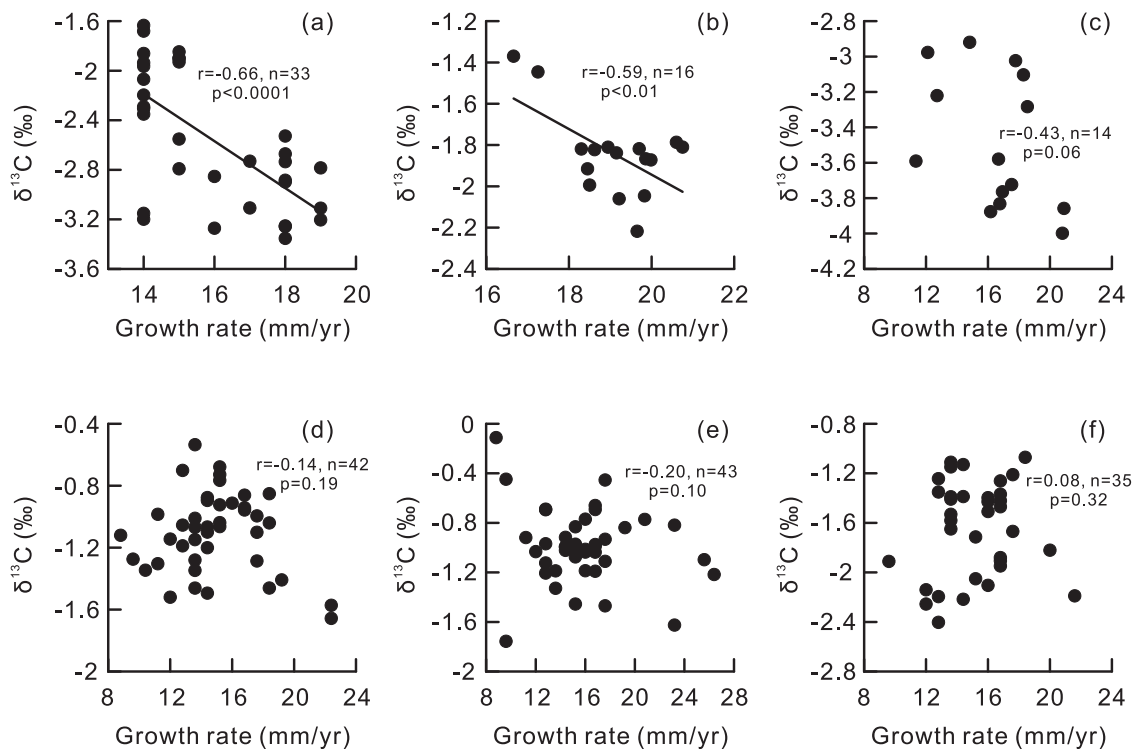 (a)
r=-0.66, n=33
p<0.0001
δ¹³C (‰)
-1.6
-2
-2.4
-2.8
-3.2
-3.6
14 16 18 20
Growth rate (mm/yr)
(b)
r=-0.59, n=16
p<0.01
δ¹³C (‰)
-1.2
-1.4
-1.6
-1.8
-2
-2.2
-2.4
16 18 20 22
Growth rate (mm/yr)
(c)
r=-0.43, n=14
p=0.06
δ¹³C (‰)
-2.8
-3
-3.2
-3.4
-3.6
-3.8
-4
-4.2
8 12 16 20 24
Growth rate (mm/yr)
(d)
r=-0.14, n=42
p=0.19
δ¹³C (‰)
-0.4
-0.8
-1.2
-1.6
-2
8 12 16 20 24
Growth rate (mm/yr)
(e)
r=-0.20, n=43
p=0.10
δ¹³C (‰)
0
-0.4
-0.8
-1.2
-1.6
-2
8 12 16 20 24 28
Growth rate (mm/yr)
(f)
r=0.08, n=35
p=0.32
δ¹³C (‰)
-0.8
-1.2
-1.6
-2
-2.4
-2.8
8 12 16 20 24
Growth rate (mm/yr)